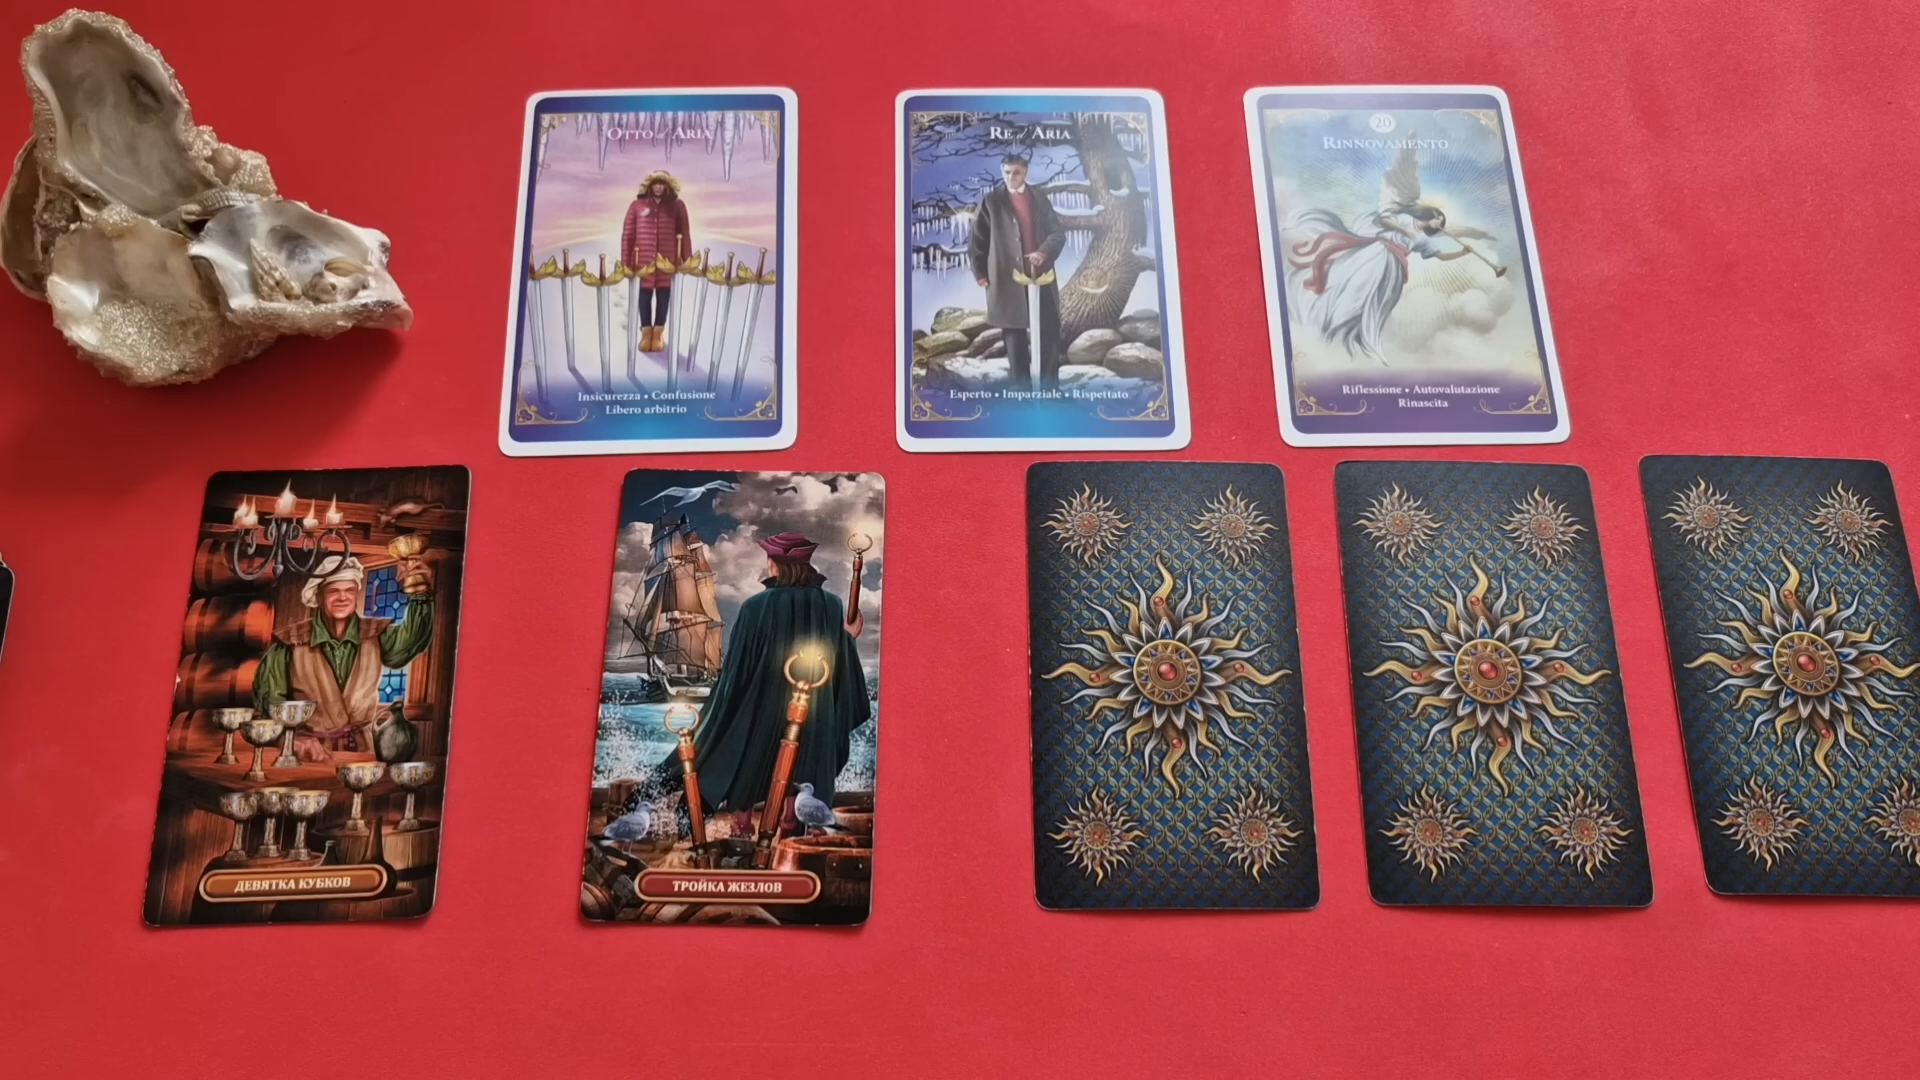 OTTO d'ARIA
Insicurezza • Confusione
Libero arbitrio
RE d'ARIA
Esperto • Imparziale • Rispettato
20
RINNOVAMENTO
Riflessione • Autovalutazione
Rinascita
ДЕВЯТКА КУБКОВ
ТРОЙКА ЖЕЗЛОВ